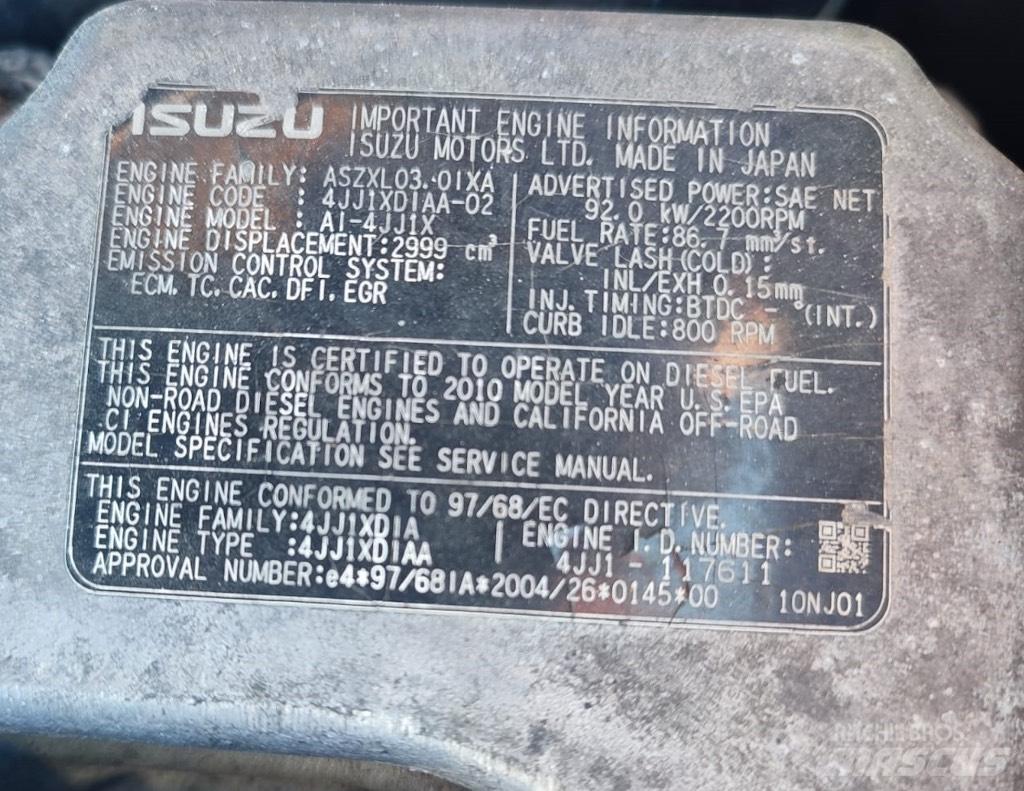 ISUZU IMPORTANT ENGINE INFORMATION
ISUZU MOTORS LTD. MADE IN JAPAN
ENGINE FAMILY: ASZXL03.01XA
ENGINE CODE : 4JJ1XDIAA-02
ENGINE MODEL : AI-4JJ1X
ENGINE DISPLACEMENT:2999 cm³
EMISSION CONTROL SYSTEM:
ECM. TC. CAC. DFI. EGR
ADVERTISED POWER:SAE NET
92.0 kW/2200RPM
FUEL RATE:86.7 mm³/st.
VALVE LASH(COLD):
INL/EXH 0.15mm
INJ. TIMING:BTDC -°(INT.)
CURB IDLE:800 RPM
THIS ENGINE IS CERTIFIED TO OPERATE ON DIESEL FUEL.
THIS ENGINE CONFORMS TO 2010 MODEL YEAR U.S.EPA
NON-ROAD DIESEL ENGINES AND CALIFORNIA OFF-ROAD
CI ENGINES REGULATION.
MODEL SPECIFICATION SEE SERVICE MANUAL.
THIS ENGINE CONFORMED TO 97/68/EC DIRECTIVE.
ENGINE FAMILY:4JJ1XDIA
ENGINE TYPE :4JJ1XDIAA
ENGINE I.D.NUMBER:
4JJ1 - 117611
APPROVAL NUMBER:e4*97/68IA*2004/26*0145*00
10NJ01
RITCHIE BROS.
MASCUS